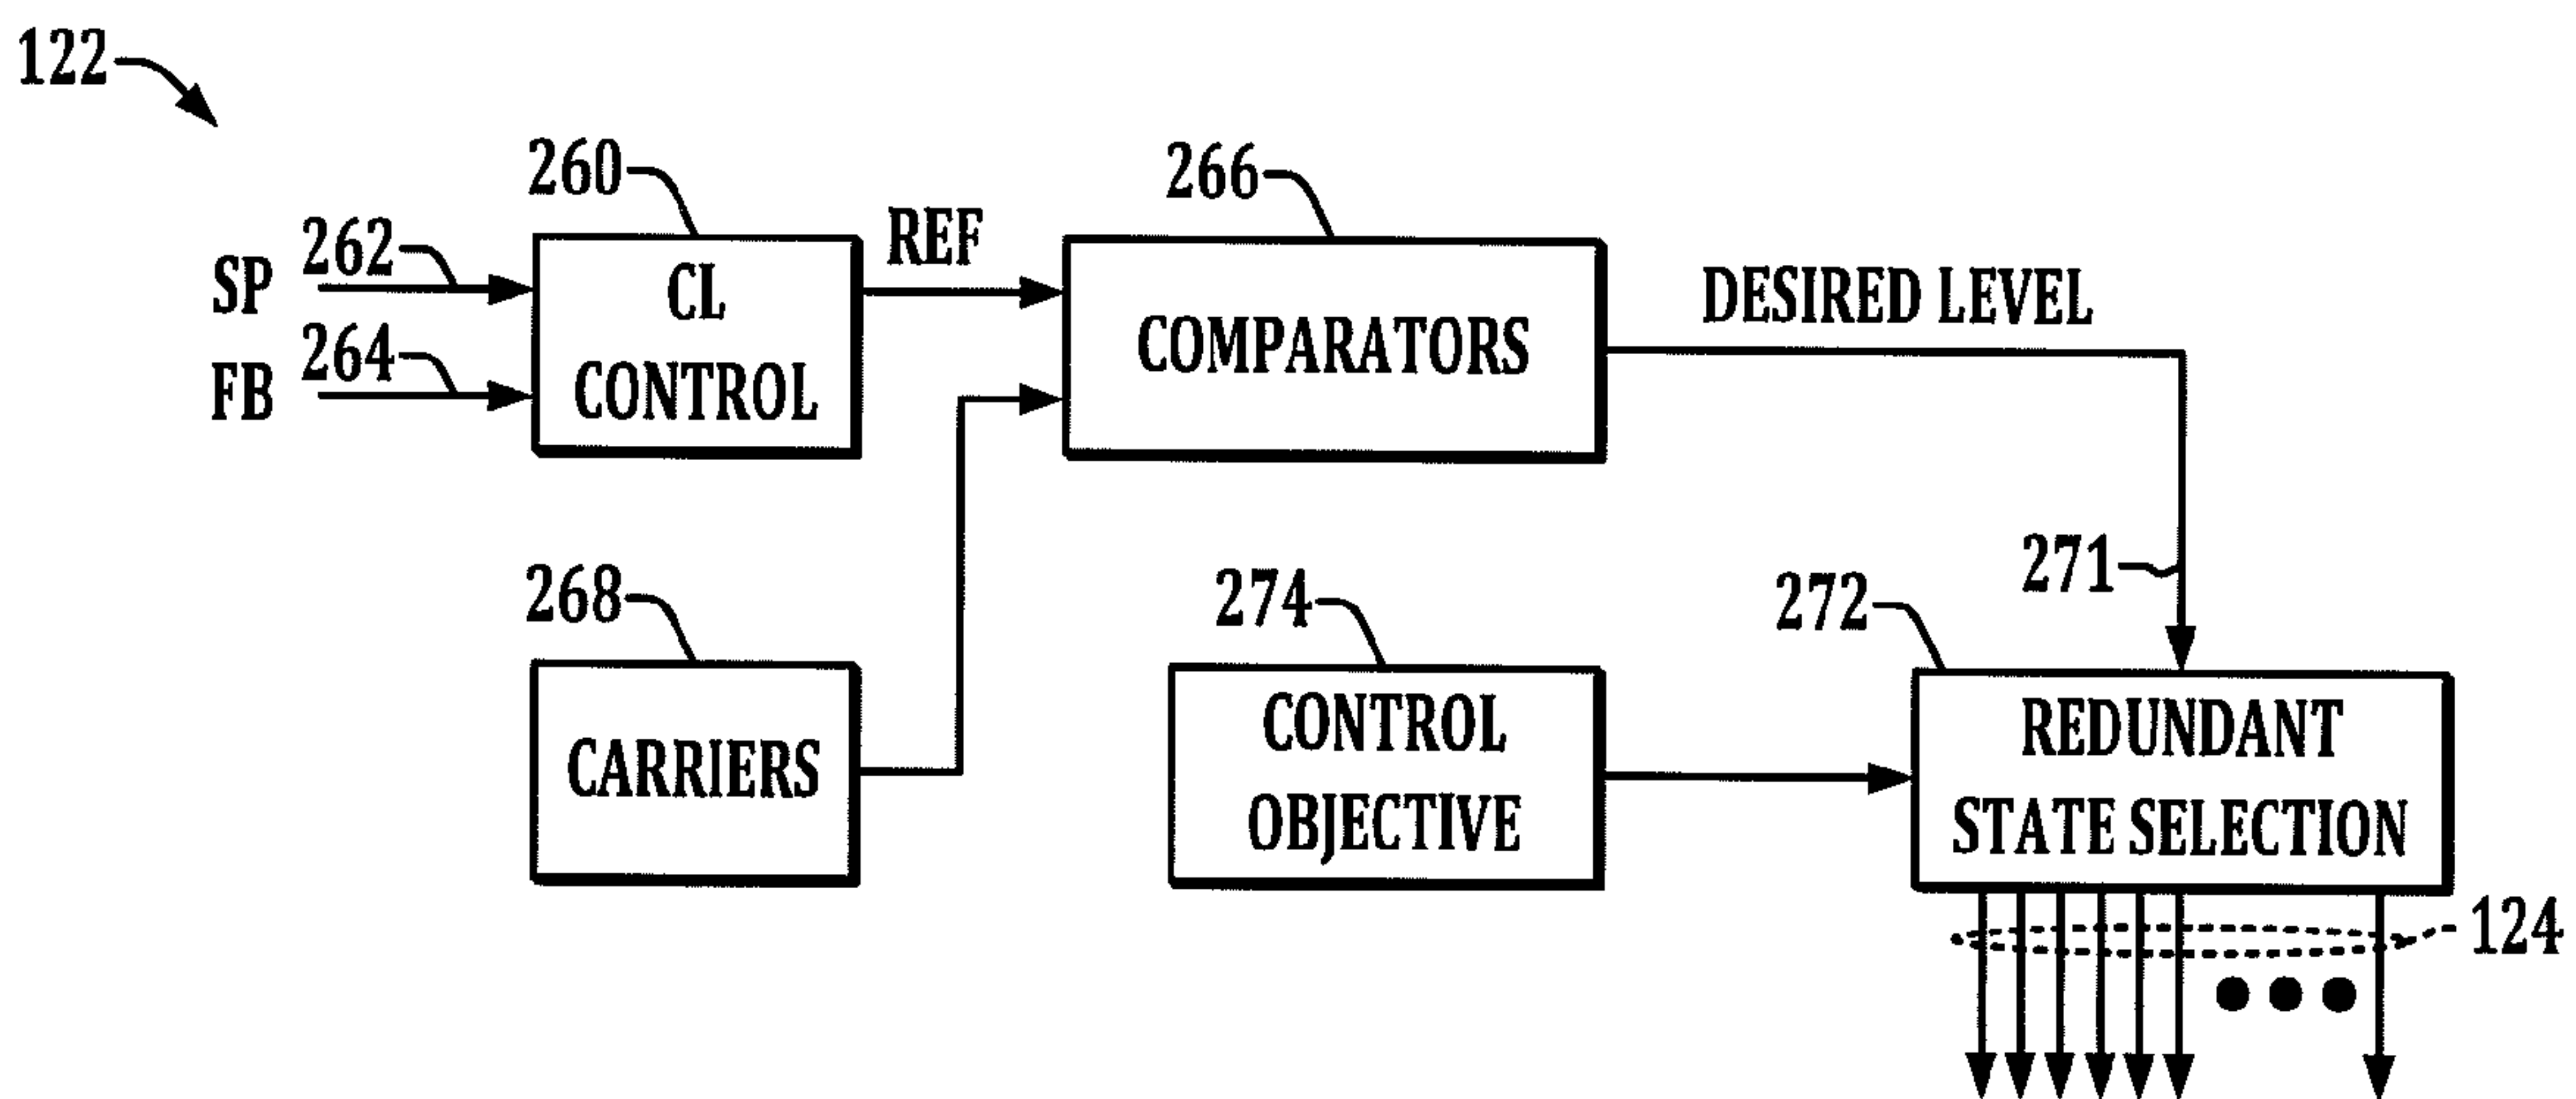 122
260
266
SP 262
REF
CL
CONTROL
COMPARATORS
DESIRED LEVEL
FB 264
271
268
274
272
CARRIERS
CONTROL
OBJECTIVE
REDUNDANT
STATE SELECTION
124